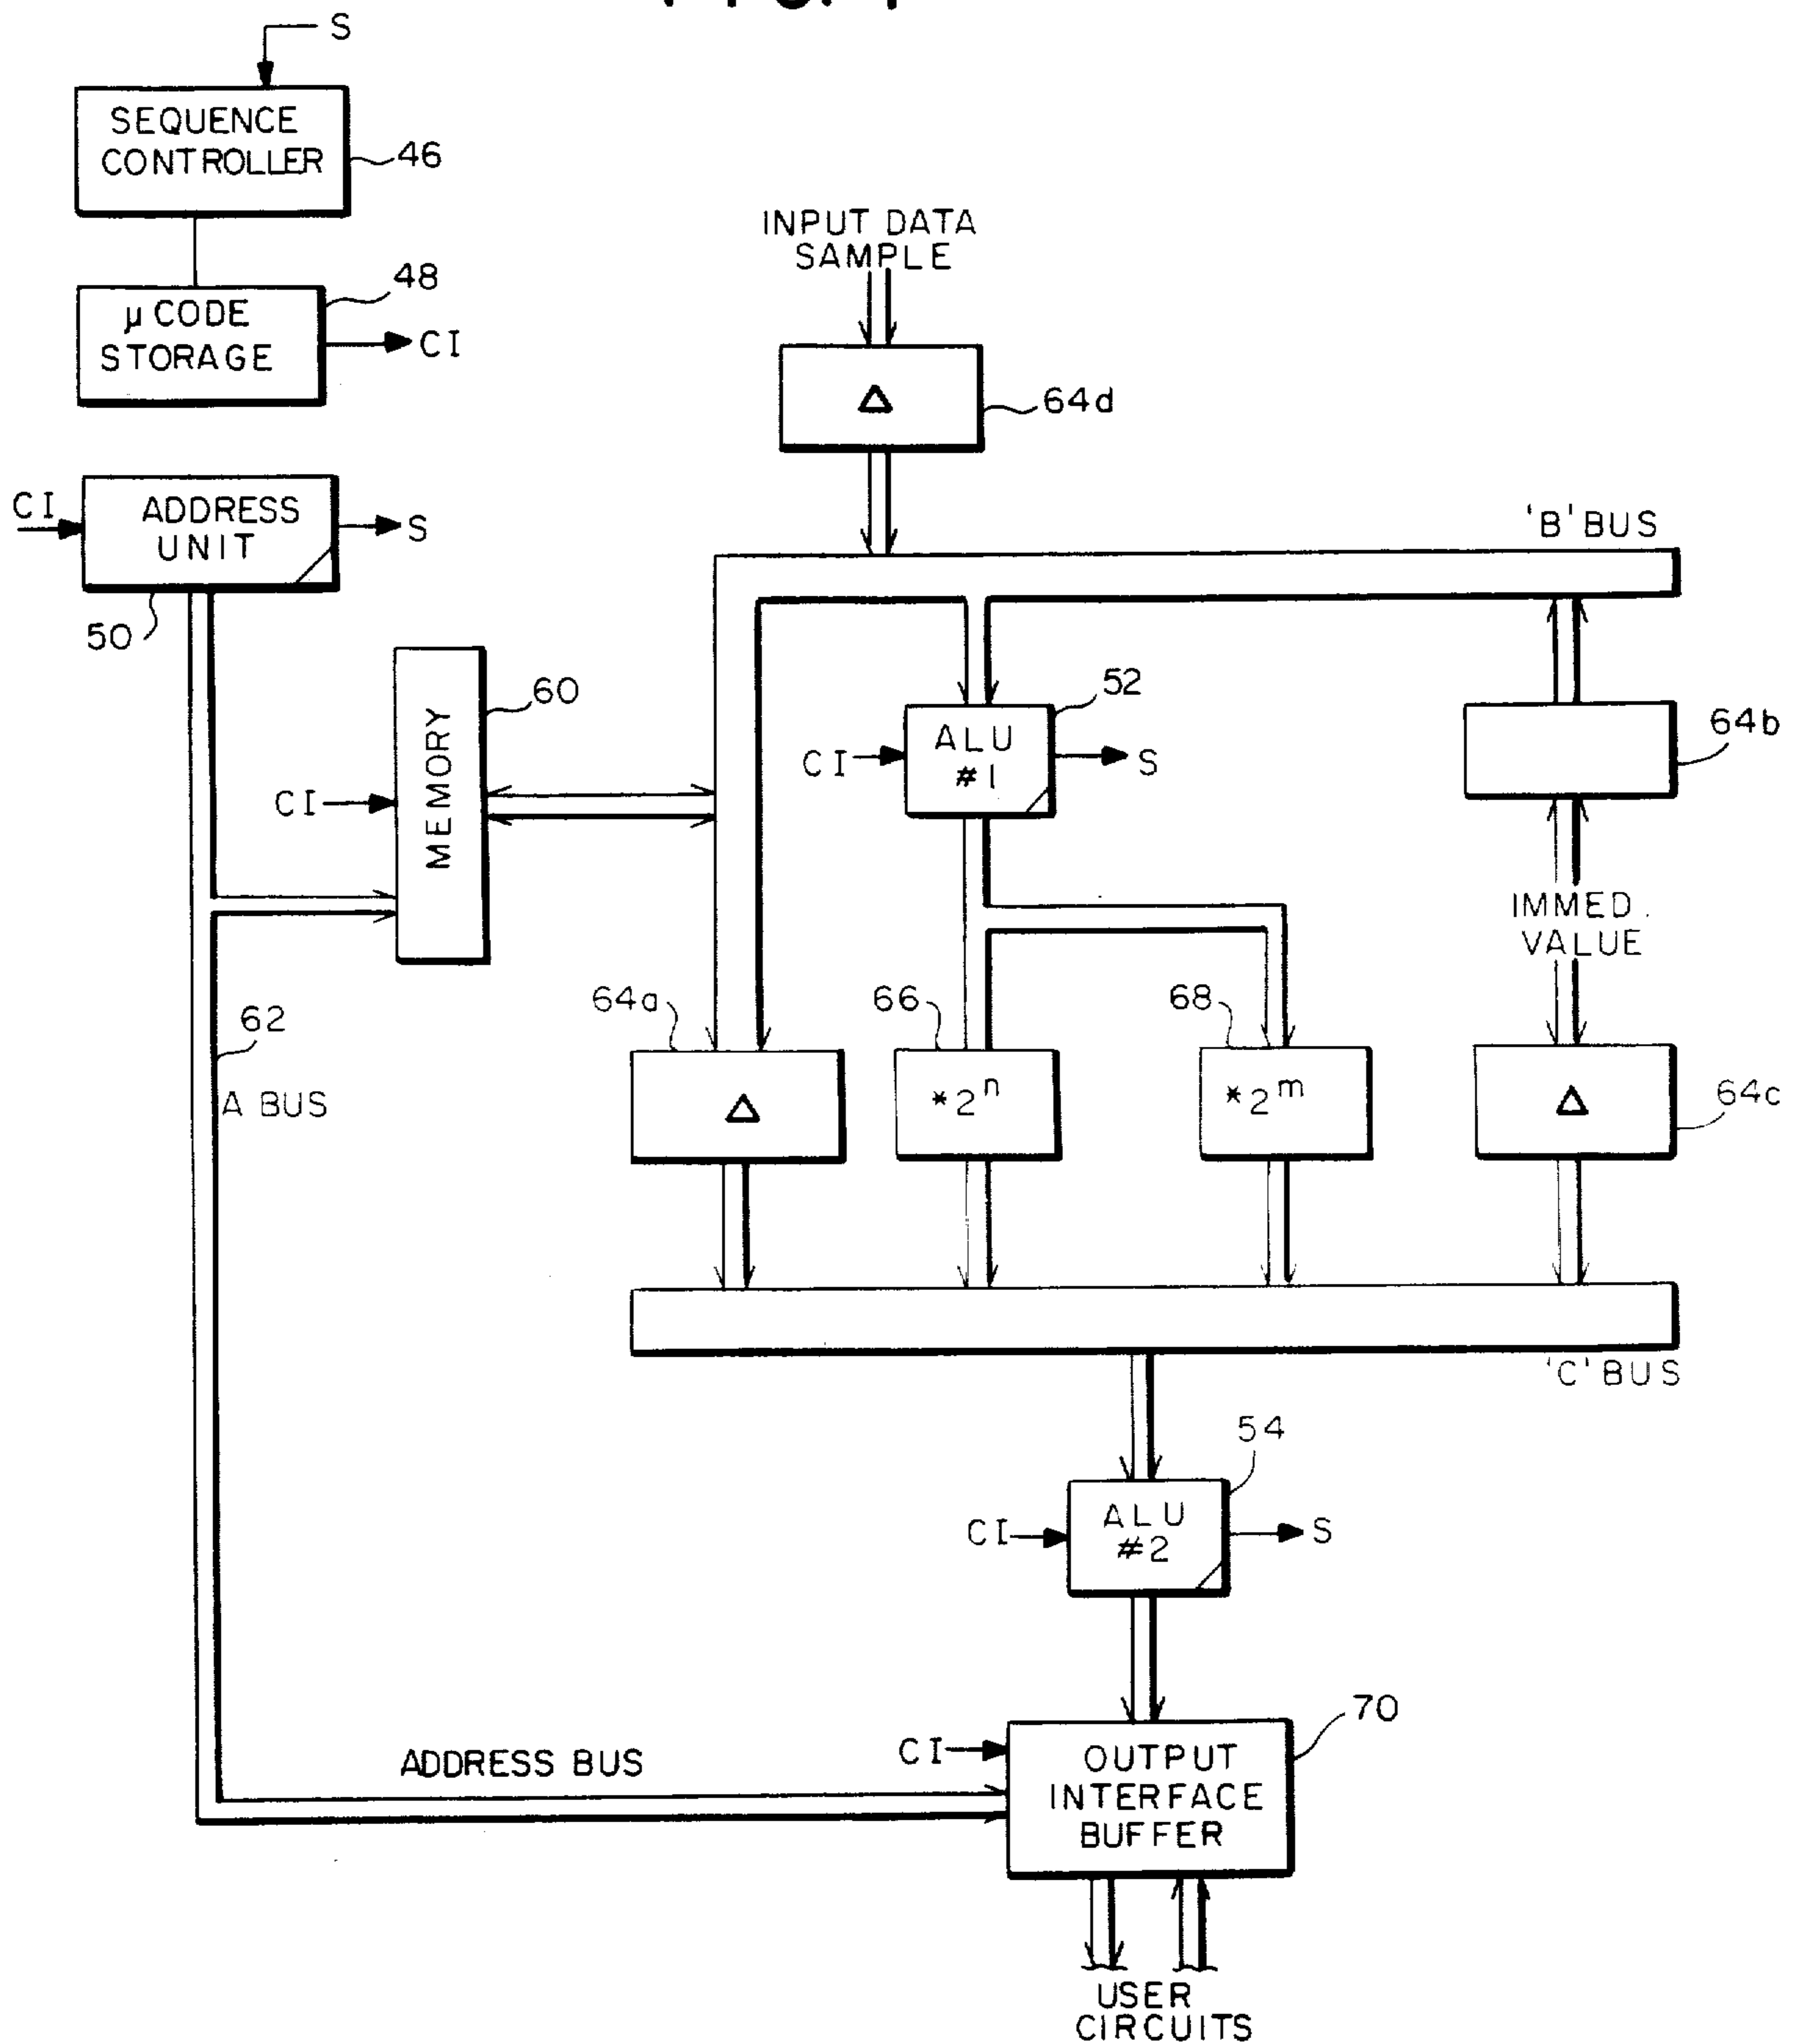 S
SEQUENCE
CONTROLLER
46
48
μ CODE
STORAGE
CI
INPUT DATA
SAMPLE
Δ
64d
CI
ADDRESS
UNIT
S
50
'B' BUS
MEMORY
60
CI
52
ALU
#1
CI
S
64b
IMMED.
VALUE
62
A BUS
64a
Δ
66
*2ⁿ
68
*2ᵐ
Δ
64c
'C' BUS
54
ALU
#2
CI
S
70
CI
ADDRESS BUS
OUTPUT
INTERFACE
BUFFER
USER
CIRCUITS